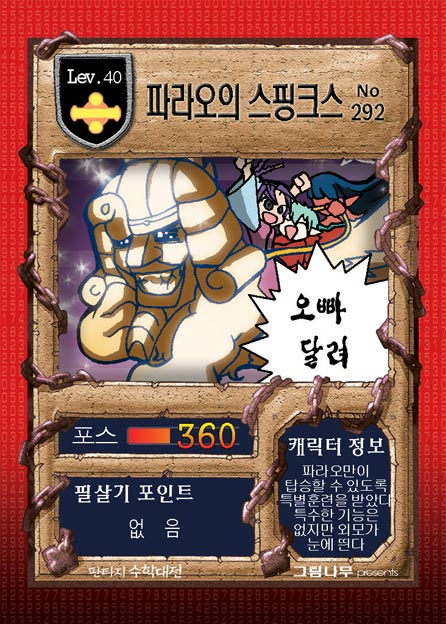 Lev.40
파라오의 스핑크스
No
292
오빠
달려
포스 360
캐릭터 정보
파라오만이
탑승할 수 있도록
특별훈련을 받았다
특수한 기능은
없지만 외모가
눈에 띈다
필살기 포인트
없 음
판타지 수학대전
그림나무 presents